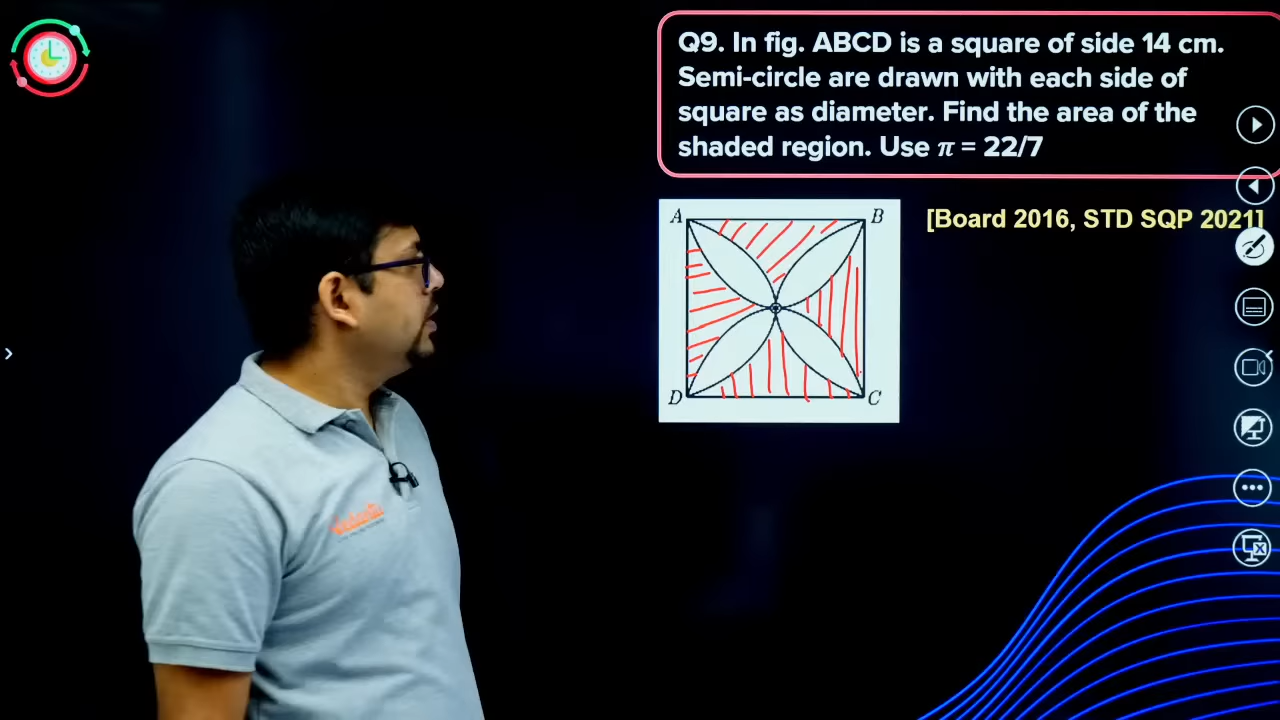 Q9. In fig. ABCD is a square of side 14 cm.
Semi-circle are drawn with each side of
square as diameter. Find the area of the
shaded region. Use π = 22/7
[Board 2016, STD SQP 2021]
A
B
D
C